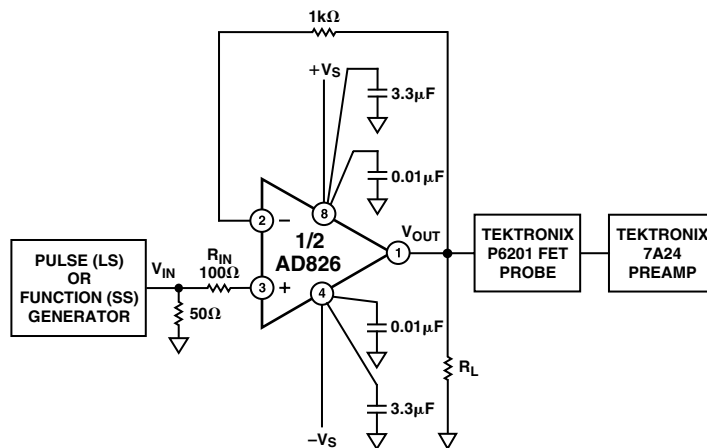 1kΩ
+VS
3.3μF
0.01μF
2
−
8
1/2
AD826
VOUT
1
TEKTRONIX
P6201 FET
PROBE
TEKTRONIX
7A24
PREAMP
PULSE (LS)
OR
FUNCTION (SS)
GENERATOR
VIN
RIN
100Ω
3
+
4
50Ω
0.01μF
3.3μF
RL
−VS